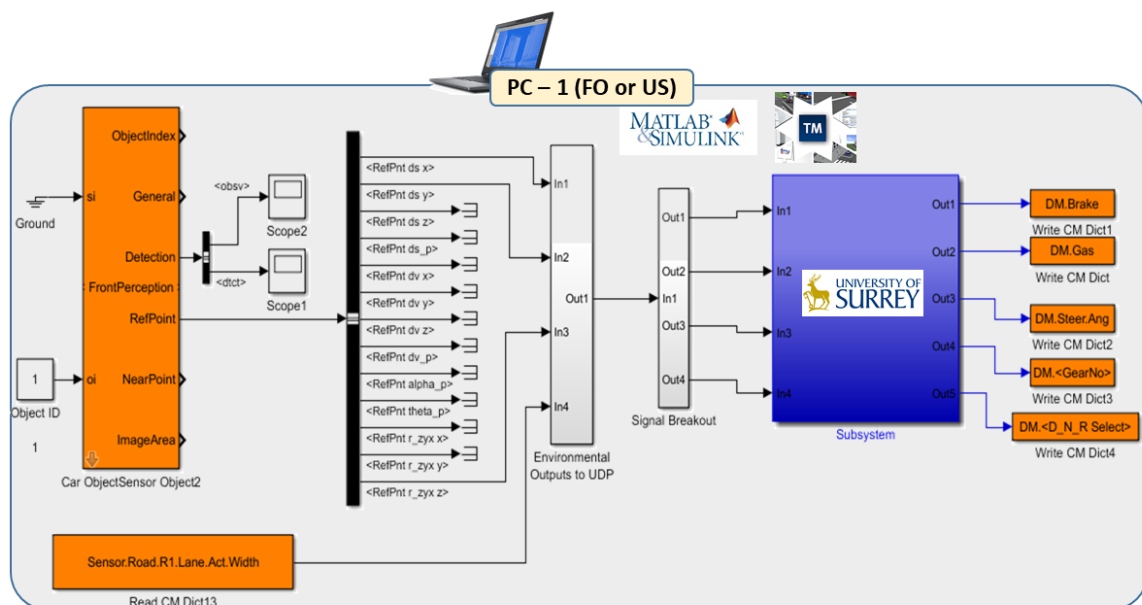 PC – 1 (FO or US)
MATLAB®
&SIMULINK®
TM
Ground
si
oi
1
Object ID
1
ObjectIndex
General
Detection
FrontPerception
RefPoint
NearPoint
ImageArea
Car ObjectSensor Object2
<obsv>
<dtct>
Scope2
Scope1
<RefPnt ds x>
<RefPnt ds y>
<RefPnt ds z>
<RefPnt ds_p>
<RefPnt dv x>
<RefPnt dv y>
<RefPnt dv z>
<RefPnt dv_p>
<RefPnt alpha_p>
<RefPnt theta_p>
<RefPnt r_zyx x>
<RefPnt r_zyx y>
<RefPnt r_zyx z>
In1
In2
In3
In4
Out1
Environmental
Outputs to UDP
In1
Out1
Out2
Out3
Out4
Signal Breakout
In1
In2
In3
In4
UNIVERSITY OF
SURREY
Out1
Out2
Out3
Out4
Out5
Subsystem
DM.Brake
Write CM Dict1
DM.Gas
Write CM Dict
DM.Steer.Ang
Write CM Dict2
DM.<GearNo>
Write CM Dict3
DM.<D_N_R Select>
Write CM Dict4
Sensor.Road.R1.Lane.Act.Width
Read CM Dict13